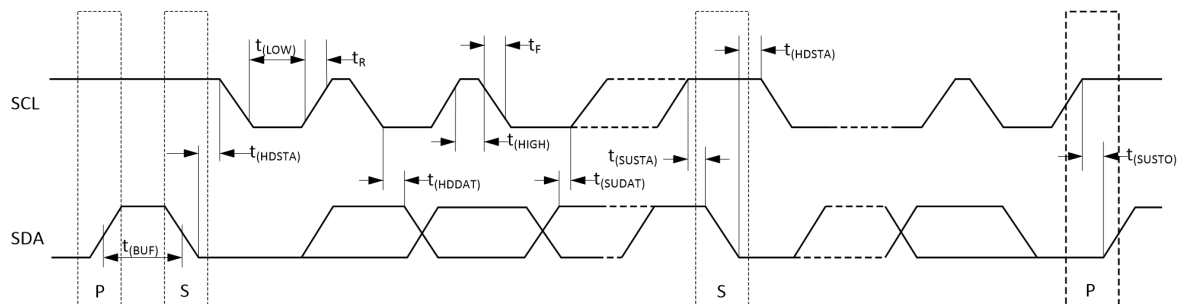 t(LOW)
tR
tF
t(HDSTA)
SCL
t(HDSTA)
t(HIGH)
t(SUSTA)
t(SUSTO)
t(HDDAT)
t(SUDAT)
SDA
t(BUF)
P
S
S
P